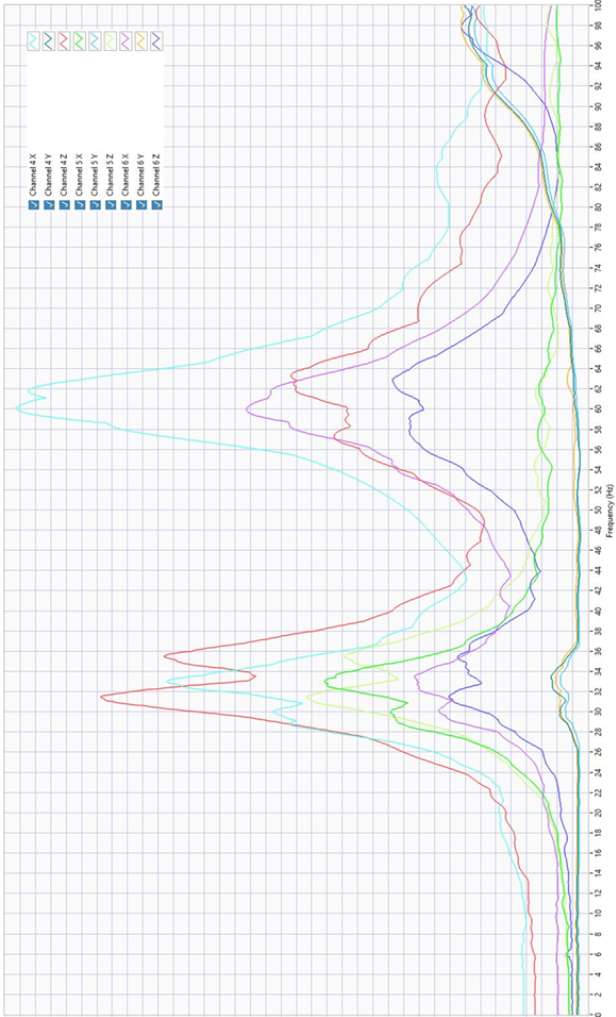 Channel 4 X
Channel 4 Y
Channel 4 Z
Channel 5 X
Channel 5 Y
Channel 5 Z
Channel 6 X
Channel 6 Y
Channel 6 Z
0 2 4 6 8 10 12 14 16 18 20 22 24 26 28 30 32 34 36 38 40 42 44 46 48 50 52 54 56 58 60 62 64 66 68 70 72 74 76 78 80 82 84 86 88 90 92 94 96 98 100
Frequency (Hz)